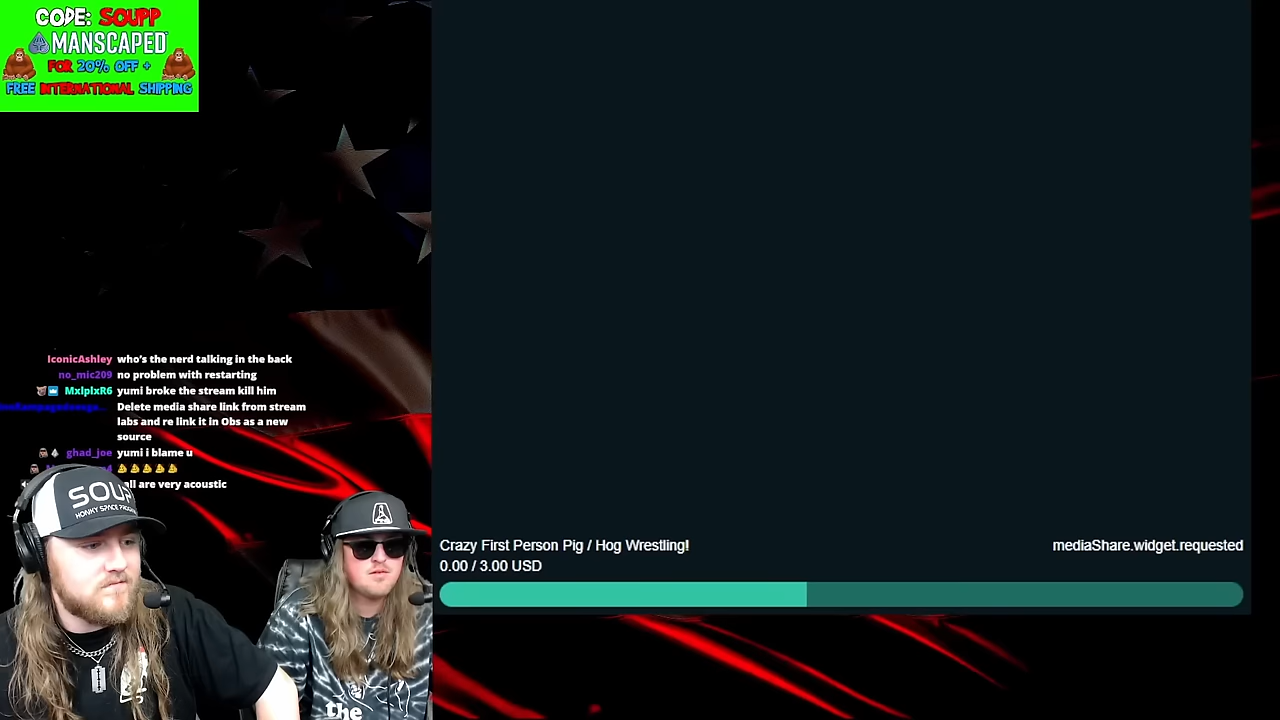 CODE: SOUPP
MANSCAPED
FOR 20% OFF +
FREE INTERNATIONAL SHIPPING
IconicAshley who's the nerd talking in the back
no_mic209 no problem with restarting
MxlplxR6 yumi broke the stream kill him
Delete media share link from stream
labs and re link it in Obs as a new
source
ghad_joe yumi i blame u
all are very acoustic
SOUP
HONKY SPACE
the
Crazy First Person Pig / Hog Wrestling!
mediaShare.widget.requested
0.00 / 3.00 USD